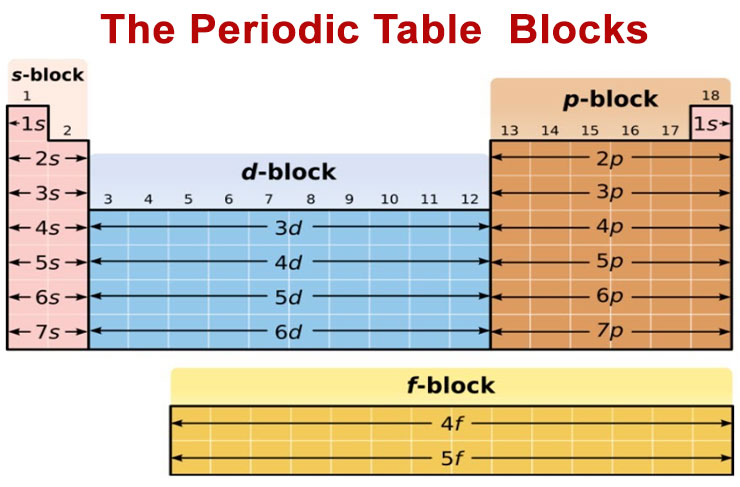 The Periodic Table Blocks
s-block
1
1s
2
2s
3s
4s
5s
6s
7s
d-block
3 4 5 6 7 8 9 10 11 12
3d
4d
5d
6d
p-block
18
13 14 15 16 17
1s
2p
3p
4p
5p
6p
7p
f-block
4f
5f